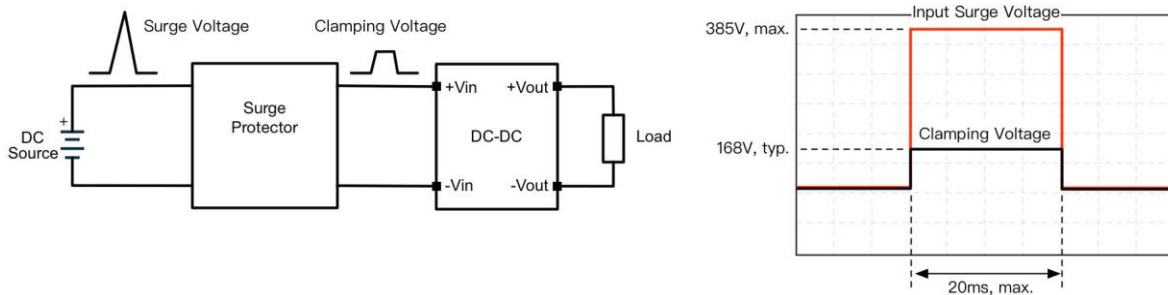 Surge Voltage
Clamping Voltage
+
DC
Source
Surge
Protector
+Vin
+Vout
DC-DC
-Vin
-Vout
Load
Input Surge Voltage
385V, max.
Clamping Voltage
168V, typ.
20ms, max.